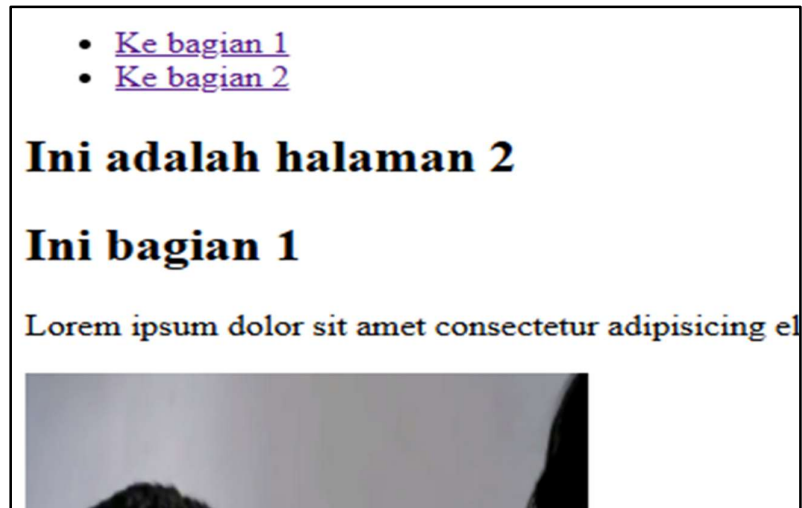 Ke bagian 1
Ke bagian 2
Ini adalah halaman 2
Ini bagian 1
Lorem ipsum dolor sit amet consectetur adipisicing el